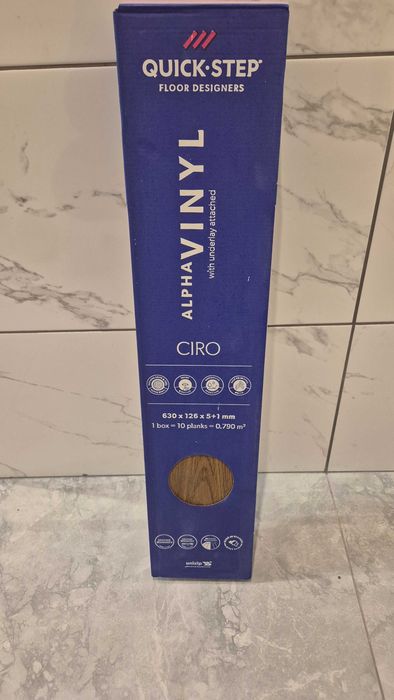 QUICK·STEP®
FLOOR DESIGNERS
ALPHA VINYL
with underlay attached
CIRO
630 x 126 x 5+1 mm
1 box = 10 planks = 0.790 m²
unizip